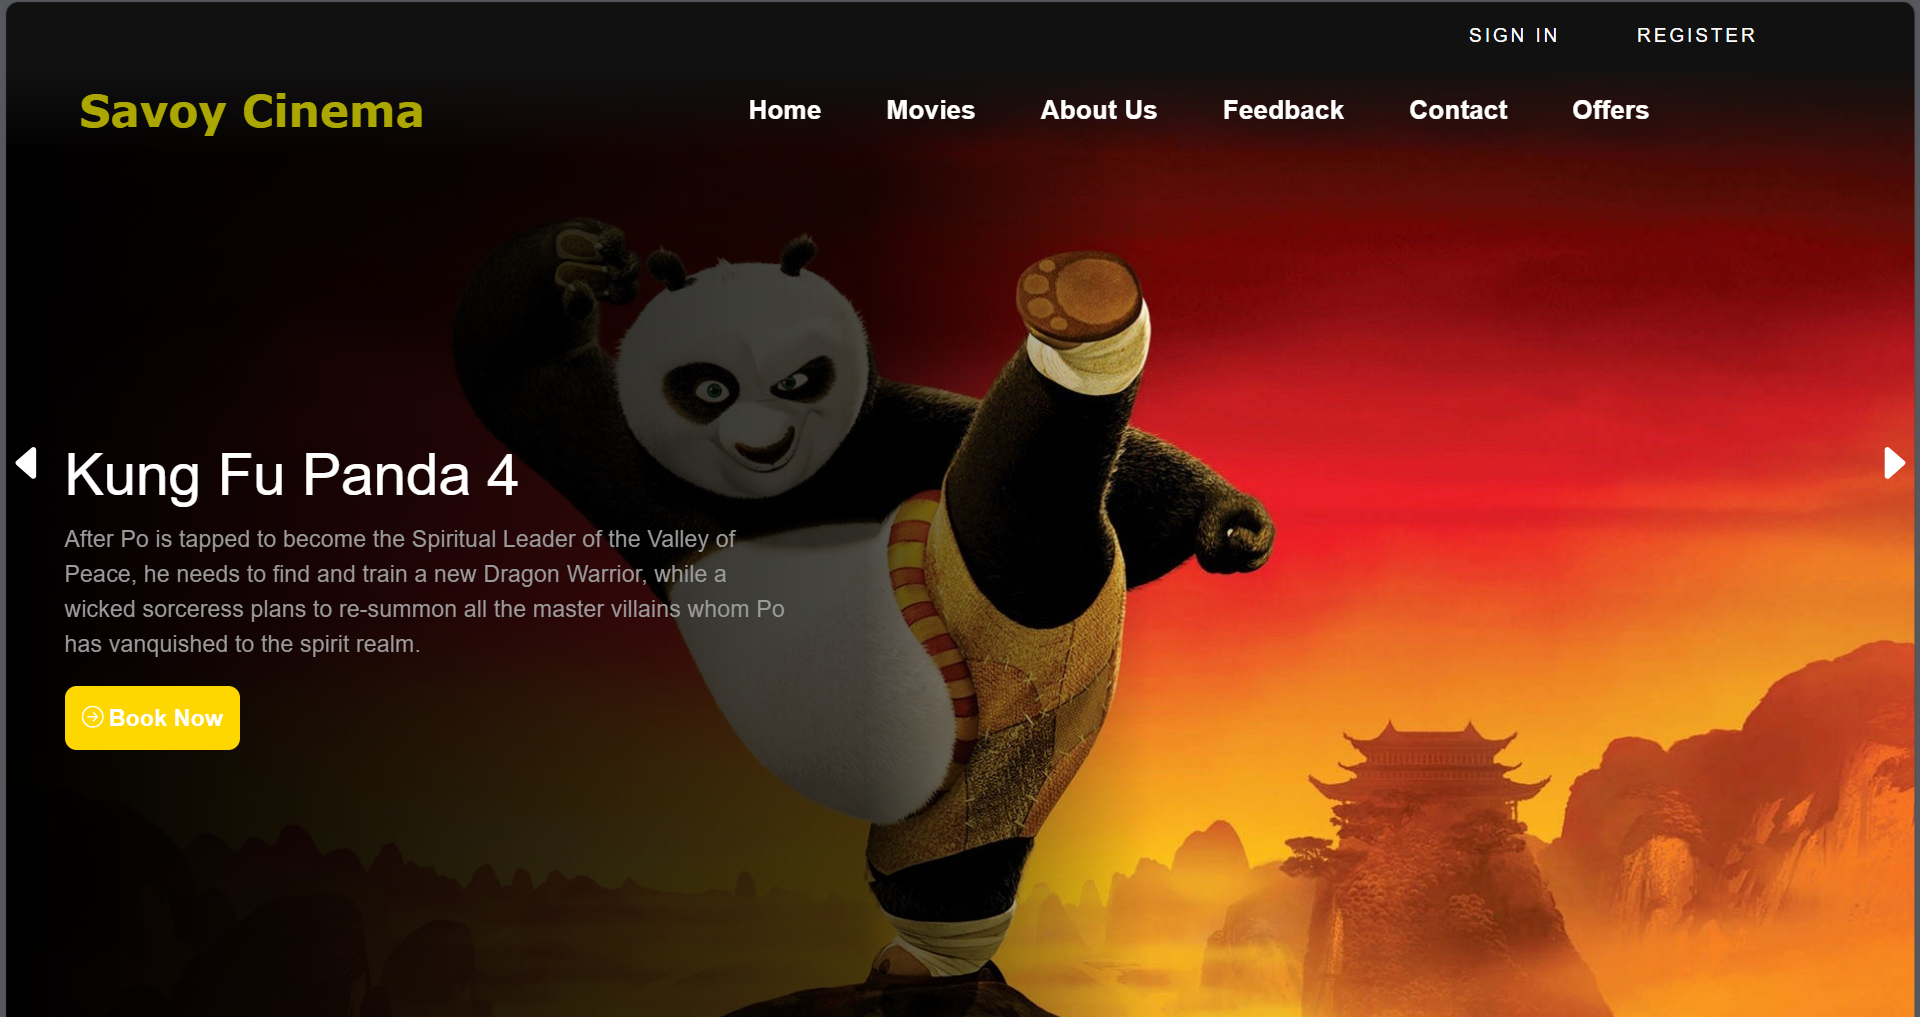 SIGN IN REGISTER
Savoy Cinema Home Movies About Us Feedback Contact Offers
Kung Fu Panda 4
After Po is tapped to become the Spiritual Leader of the Valley of
Peace, he needs to find and train a new Dragon Warrior, while a
wicked sorceress plans to re-summon all the master villains whom Po
has vanquished to the spirit realm.
Book Now